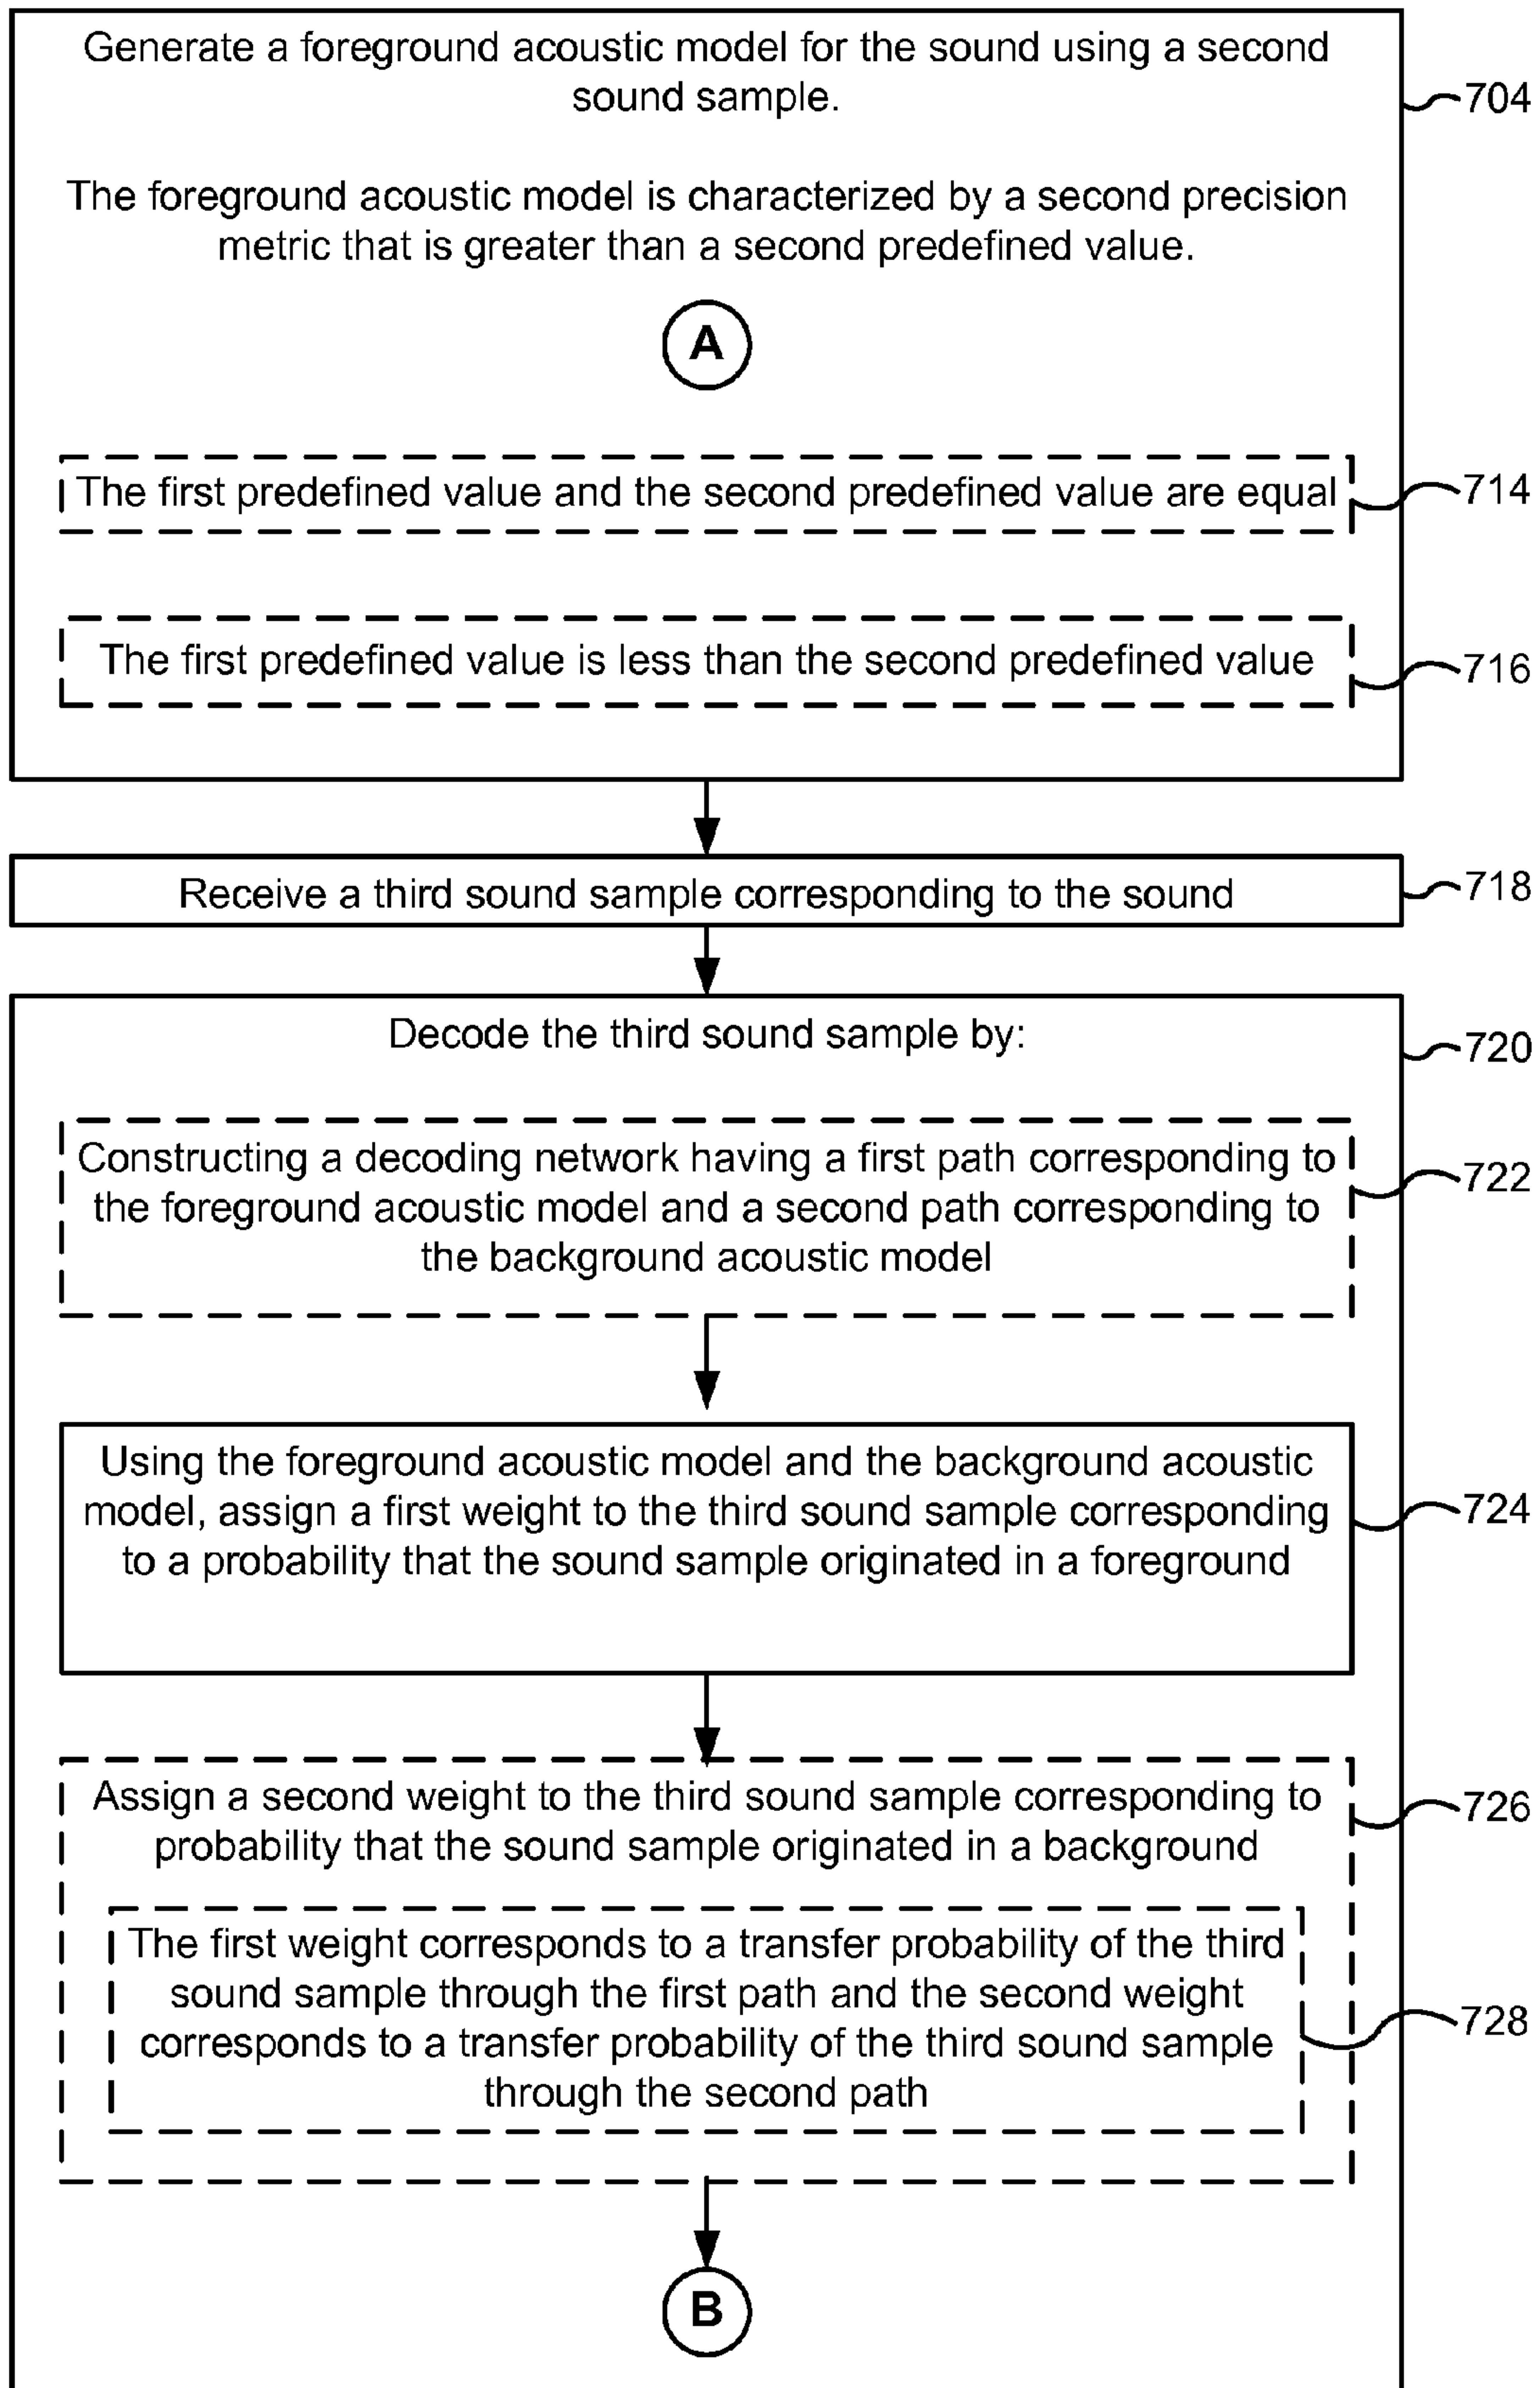 Generate a foreground acoustic model for the sound using a second
sound sample.
704
The foreground acoustic model is characterized by a second precision
metric that is greater than a second predefined value.
A
The first predefined value and the second predefined value are equal
714
The first predefined value is less than the second predefined value
716
Receive a third sound sample corresponding to the sound
718
Decode the third sound sample by:
720
Constructing a decoding network having a first path corresponding to
the foreground acoustic model and a second path corresponding to
the background acoustic model
722
Using the foreground acoustic model and the background acoustic
model, assign a first weight to the third sound sample corresponding
to a probability that the sound sample originated in a foreground
724
Assign a second weight to the third sound sample corresponding to
probability that the sound sample originated in a background
726
The first weight corresponds to a transfer probability of the third
sound sample through the first path and the second weight
corresponds to a transfer probability of the third sound sample
through the second path
728
B